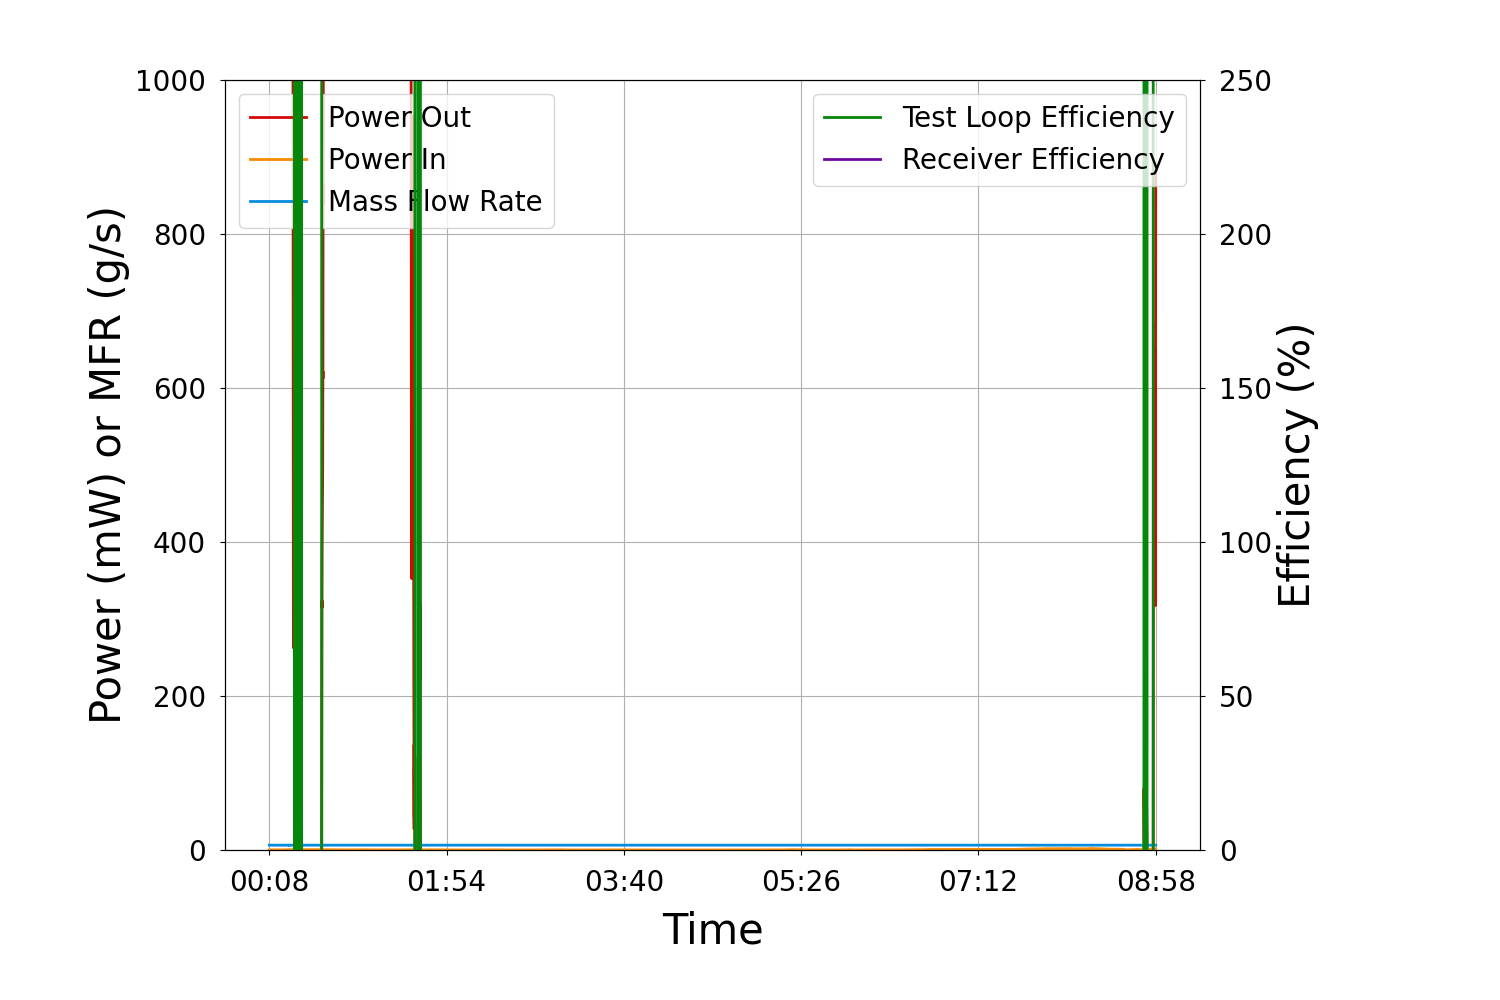 1000
800
600
400
200
0
Power (mW) or MFR (g/s)
Power Out
Power In
Mass Flow Rate
Test Loop Efficiency
Receiver Efficiency
250
200
150
100
50
0
Efficiency (%)
00:08 01:54 03:40 05:26 07:12 08:58
Time